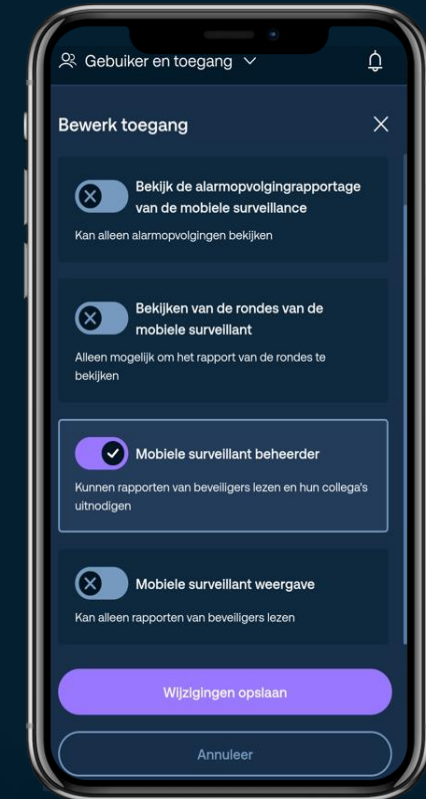 Gebuiker en toegang
Bewerk toegang
Bekijk de alarmopvolgingrapportage
van de mobiele surveillance
Kan alleen alarmopvolgingen bekijken
Bekijken van de rondes van de
mobiele surveillant
Alleen mogelijk om het rapport van de rondes te
bekijken
Mobiele surveillant beheerder
Kunnen rapporten van beveiligers lezen en hun collega's
uitnodigen
Mobiele surveillant weergave
Kan alleen rapporten van beveiligers lezen
Wijzigingen opslaan
Annuleer